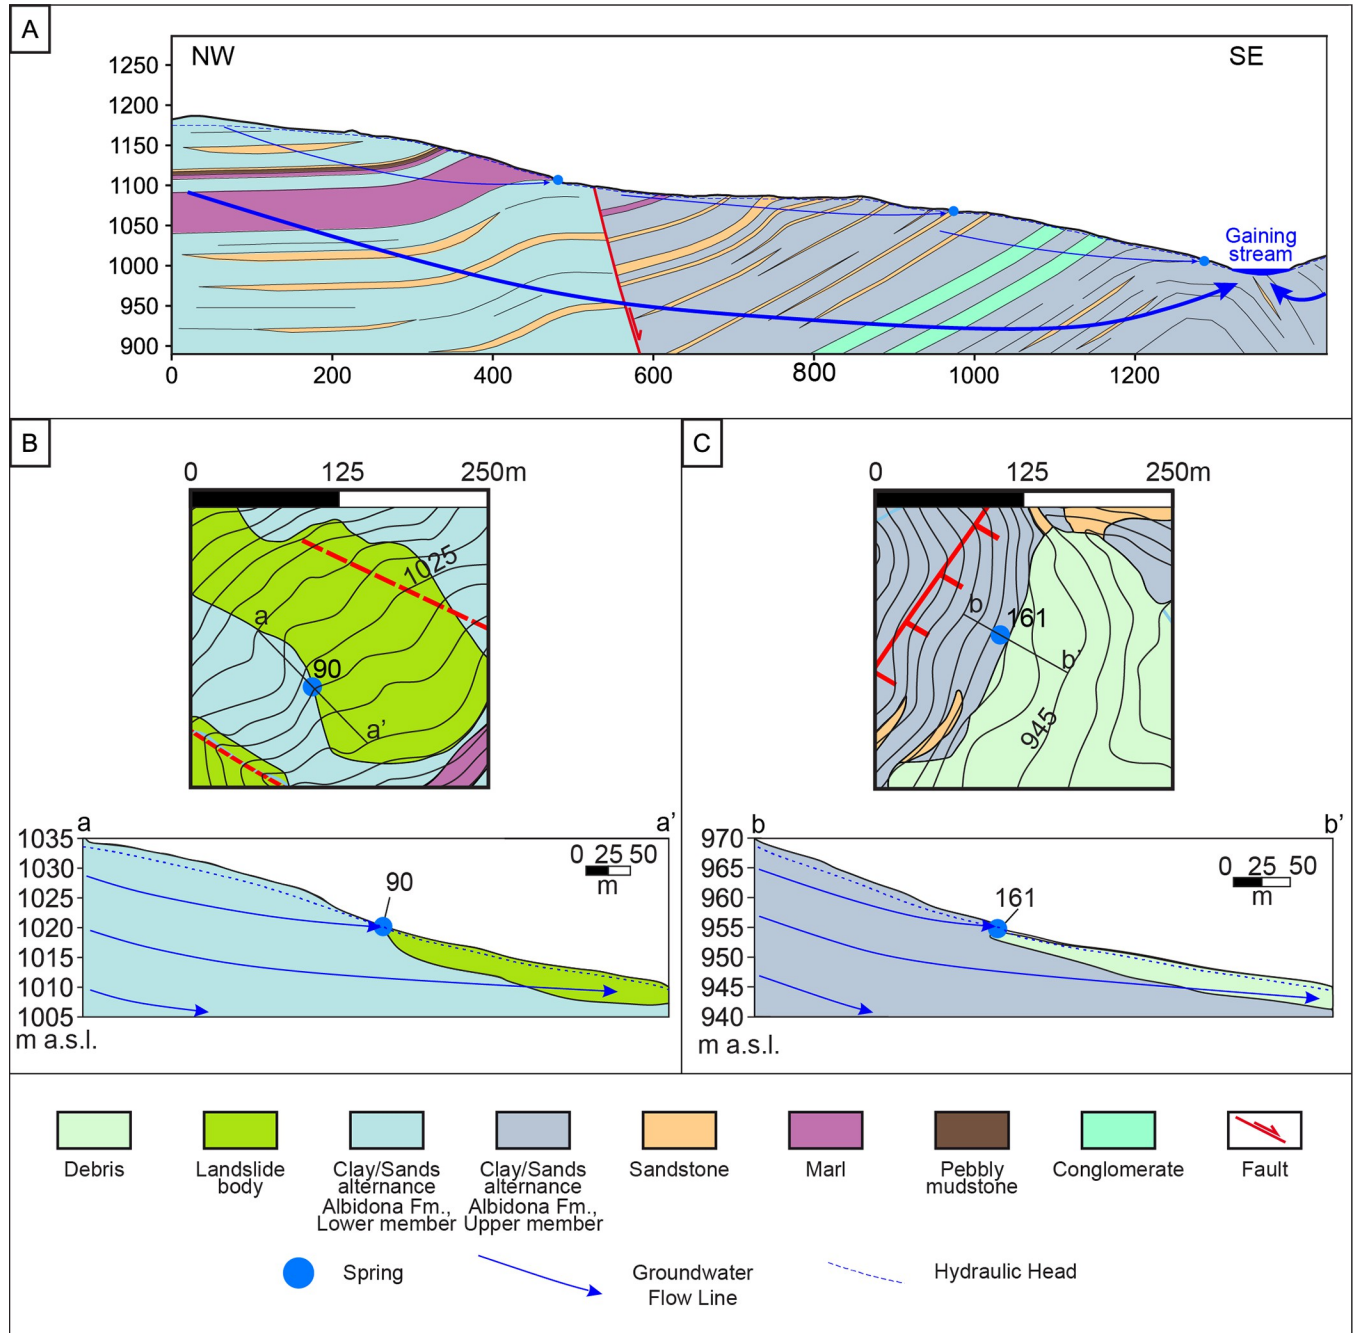 A
NW
SE
1250
1200
1150
1100
1050
1000
950
900
Gaining
stream
0
200
400
600
800
1000
1200
B
0
125
250m
1025
a
90
a’
C
0
125
250m
b
161
b’
945
a
a’
1035
1030
1025
1020
1015
1010
1005
m a.s.l.
90
0 25 50
m
b
b’
970
965
960
955
950
945
940
m a.s.l.
161
0 25 50
m
Debris
Landslide
body
Clay/Sands
alternance
Albidona Fm.,
Lower member
Clay/Sands
alternance
Albidona Fm.,
Upper member
Sandstone
Marl
Pebbly
mudstone
Conglomerate
Fault
Spring
Groundwater
Flow Line
Hydraulic Head